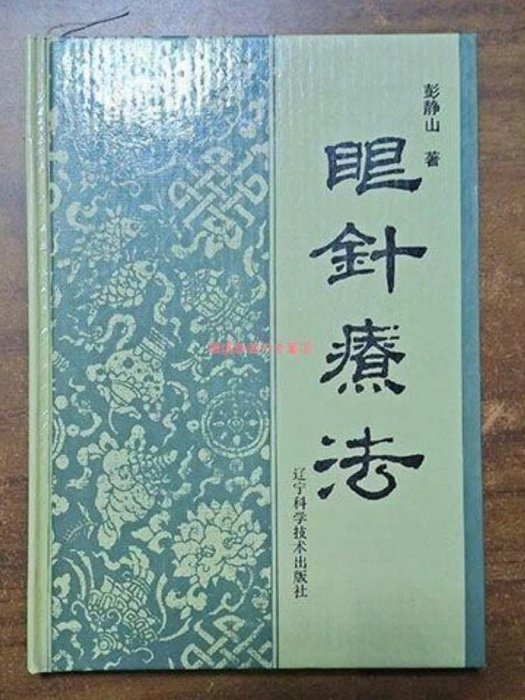 彭静山 著
眼針療法
辽宁科学技术出版社